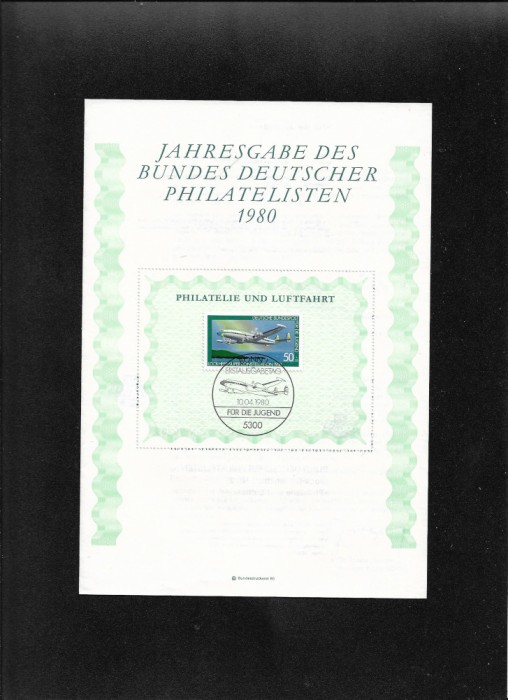 JAHRESGABE DES
BUNDES DEUTSCHER
PHILATELISTEN
1980
PHILATELIE UND LUFTFAHRT
DEUTSCHE BUNDESPOST
50
ERSTAUSGABETAG
10.04.1980
FÜR DIE JUGEND
5300